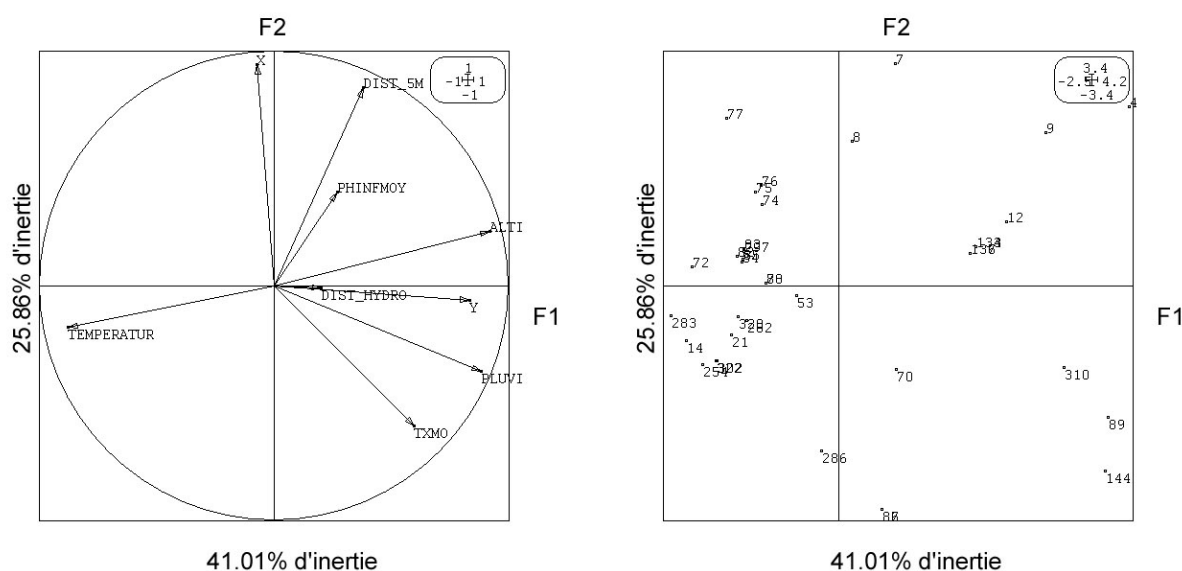 F2
X
DIST_5M
1
-1 1
-1
PHINFMOY
ALTI
25.86% d'inertie
DIST_HYDRO
Y
F1
TEMPERATUR
PLUVI
TXMO
41.01% d'inertie
F2
7
3.4
-2.5 4.2
-3.4
4
77
9
8
76
75
74
12
72
25.86% d'inertie
53
F1
283
282
14
21
254
70
310
89
286
144
41.01% d'inertie